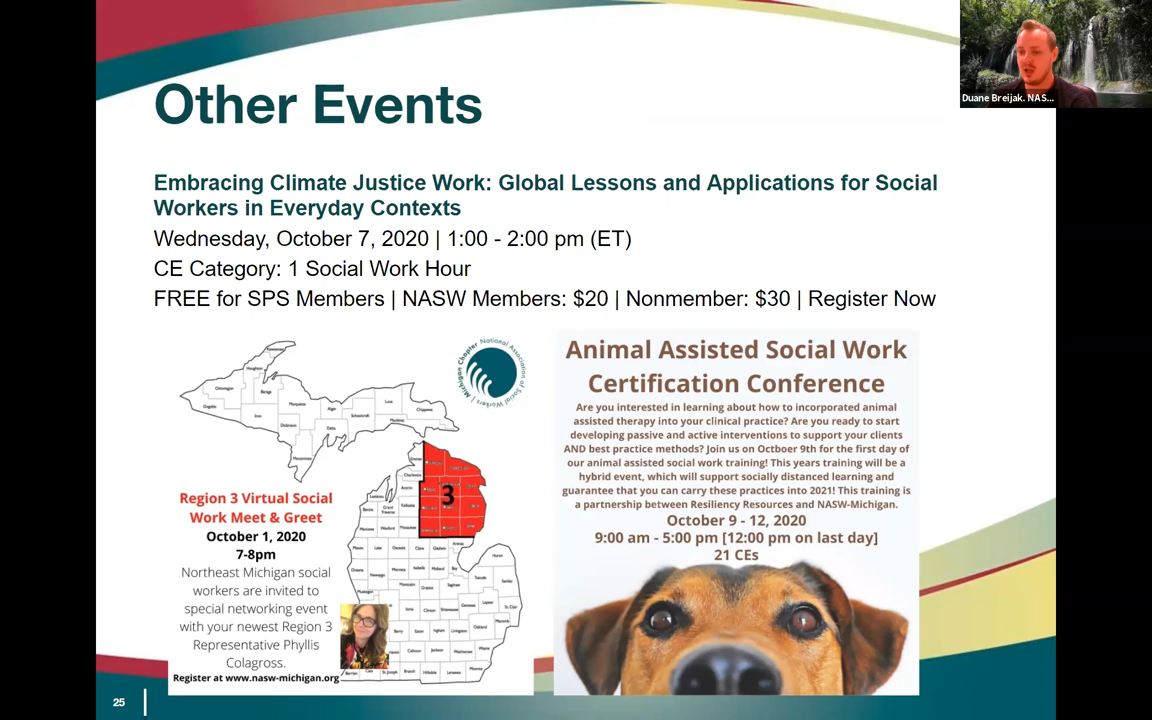 Other Events
Duane Breijak. NAS...
Embracing Climate Justice Work: Global Lessons and Applications for Social
Workers in Everyday Contexts
Wednesday, October 7, 2020 | 1:00 - 2:00 pm (ET)
CE Category: 1 Social Work Hour
FREE for SPS Members | NASW Members: $20 | Nonmember: $30 | Register Now
Michigan Chapter National Association of Social Workers
3
Region 3 Virtual Social
Work Meet & Greet
October 1, 2020
7-8pm
Northeast Michigan social
workers are invited to
special networking event
with your newest Region 3
Representative Phyllis
Colagross.
Register at www.nasw-michigan.org
Animal Assisted Social Work
Certification Conference
Are you interested in learning about how to incorporated animal
assisted therapy into your clinical practice? Are you ready to start
developing passive and active interventions to support your clients
AND best practice methods? Join us on Octboer 9th for the first day of
our animal assisted social work training! This years training will be a
hybrid event, which will support socially distanced learning and
guarantee that you can carry these practices into 2021! This training is
a partnership between Resiliency Resources and NASW-Michigan.
October 9 - 12, 2020
9:00 am - 5:00 pm [12:00 pm on last day]
21 CEs
25